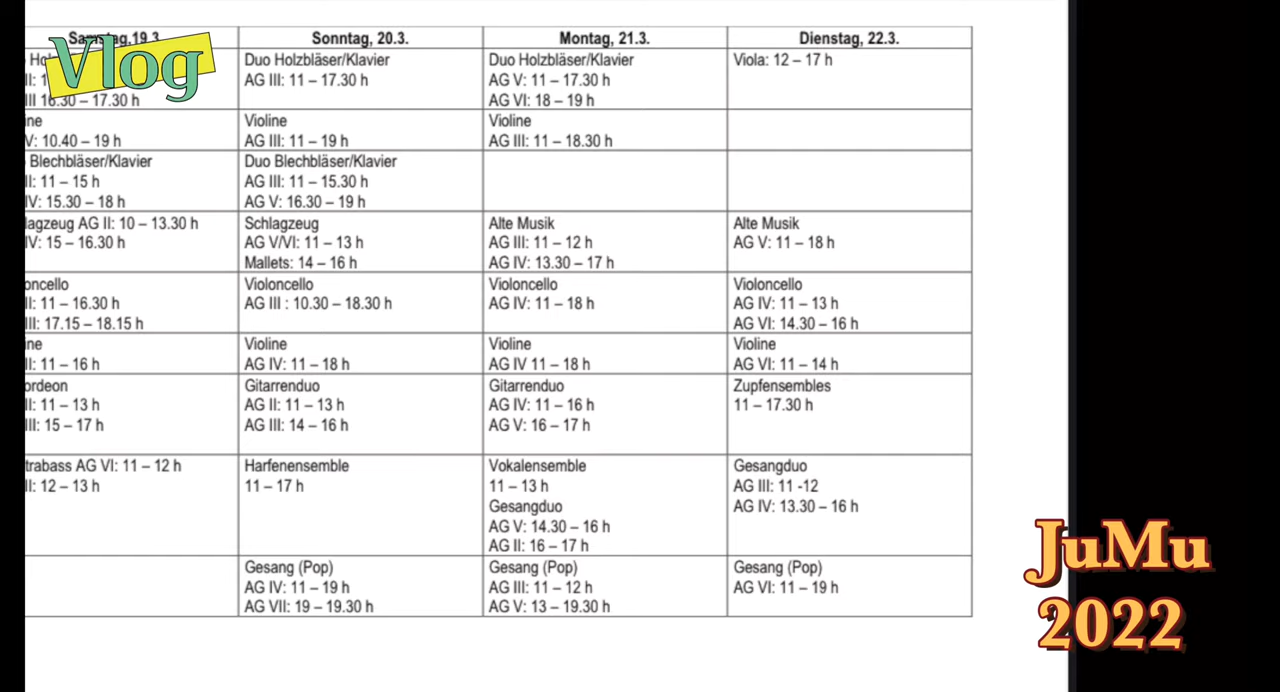 Samstag,19.3. Sonntag, 20.3. Montag, 21.3. Dienstag, 22.3.
Vlog
Duo Holzbläser/Klavier
AG III: 11 – 17.30 h
Duo Holzbläser/Klavier
AG V: 11 – 17.30 h
AG VI: 18 – 19 h
Viola: 12 – 17 h
III 16.30 – 17.30 h
ine
V: 10.40 – 19 h
Violine
AG III: 11 – 19 h
Violine
AG III: 11 – 18.30 h
Blechbläser/Klavier
II: 11 – 15 h
IV: 15.30 – 18 h
Duo Blechbläser/Klavier
AG III: 11 – 15.30 h
AG V: 16.30 – 19 h
lagzeug AG II: 10 – 13.30 h
IV: 15 – 16.30 h
Schlagzeug
AG V/VI: 11 – 13 h
Mallets: 14 – 16 h
Alte Musik
AG III: 11 – 12 h
AG IV: 13.30 – 17 h
Alte Musik
AG V: 11 – 18 h
oncello
II: 11 – 16.30 h
III: 17.15 – 18.15 h
Violoncello
AG III : 10.30 – 18.30 h
Violoncello
AG IV: 11 – 18 h
Violoncello
AG IV: 11 – 13 h
AG VI: 14.30 – 16 h
ine
II: 11 – 16 h
Violine
AG IV: 11 – 18 h
Violine
AG IV 11 – 18 h
Violine
AG VI: 11 – 14 h
ordeon
II: 11 – 13 h
III: 15 – 17 h
Gitarrenduo
AG II: 11 – 13 h
AG III: 14 – 16 h
Gitarrenduo
AG IV: 11 – 16 h
AG V: 16 – 17 h
Zupfensembles
11 – 17.30 h
trabass AG VI: 11 – 12 h
II: 12 – 13 h
Harfenensemble
11 – 17 h
Vokalensemble
11 – 13 h
Gesangduo
AG V: 14.30 – 16 h
AG II: 16 – 17 h
Gesangduo
AG III: 11 -12
AG IV: 13.30 – 16 h
Gesang (Pop)
AG IV: 11 – 19 h
AG VII: 19 – 19.30 h
Gesang (Pop)
AG III: 11 – 12 h
AG V: 13 – 19.30 h
Gesang (Pop)
AG VI: 11 – 19 h
JuMu
2022